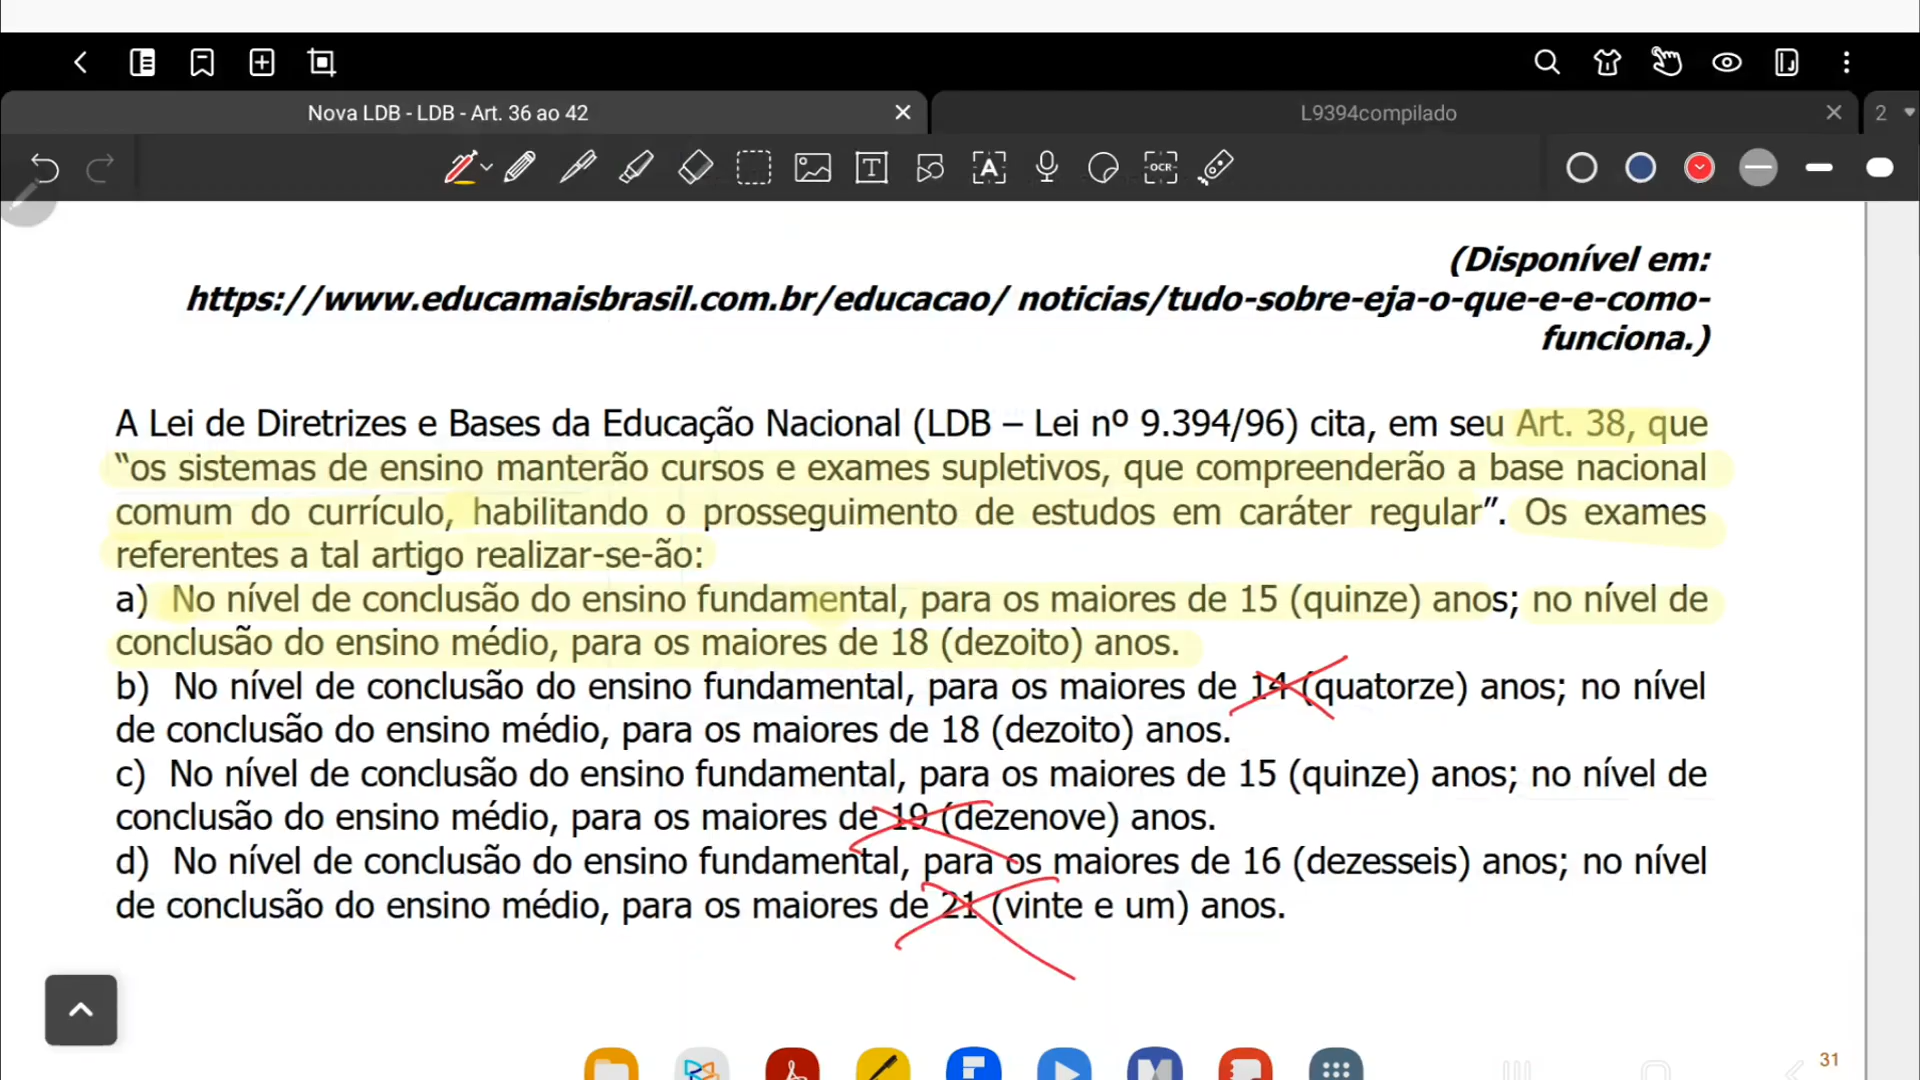 Nova LDB - LDB - Art. 36 ao 42
L9394compilado
2
T
A
OCR
(Disponível em:
https://www.educamaisbrasil.com.br/educacao/ noticias/tudo-sobre-eja-o-que-e-e-como-
funciona.)
A Lei de Diretrizes e Bases da Educação Nacional (LDB – Lei nº 9.394/96) cita, em seu Art. 38, que
“os sistemas de ensino manterão cursos e exames supletivos, que compreenderão a base nacional
comum do currículo, habilitando o prosseguimento de estudos em caráter regular”. Os exames
referentes a tal artigo realizar-se-ão:
a) No nível de conclusão do ensino fundamental, para os maiores de 15 (quinze) anos; no nível de
conclusão do ensino médio, para os maiores de 18 (dezoito) anos.
b) No nível de conclusão do ensino fundamental, para os maiores de 14 (quatorze) anos; no nível
de conclusão do ensino médio, para os maiores de 18 (dezoito) anos.
c) No nível de conclusão do ensino fundamental, para os maiores de 15 (quinze) anos; no nível de
conclusão do ensino médio, para os maiores de 19 (dezenove) anos.
d) No nível de conclusão do ensino fundamental, para os maiores de 16 (dezesseis) anos; no nível
de conclusão do ensino médio, para os maiores de 21 (vinte e um) anos.
31